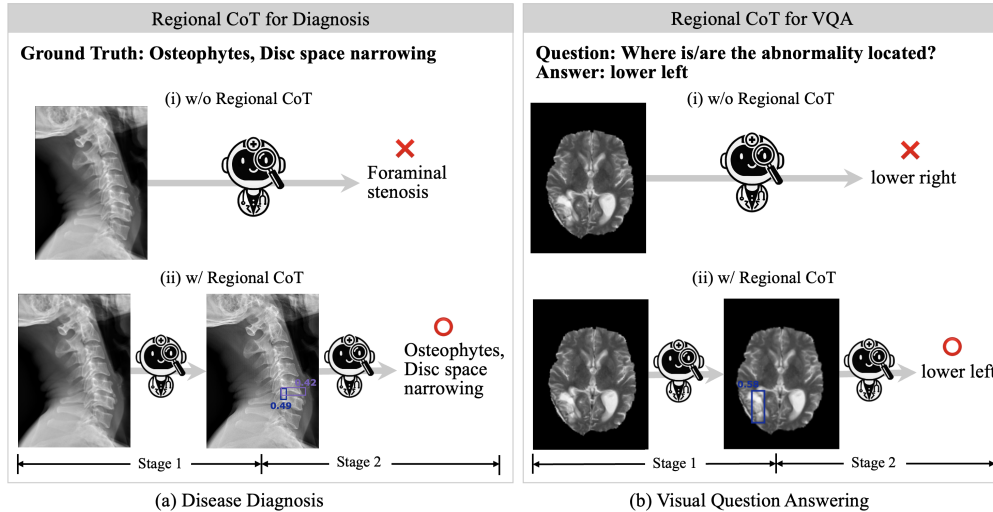 Regional CoT for Diagnosis
Ground Truth: Osteophytes, Disc space narrowing
(i) w/o Regional CoT
Foraminal
stenosis
(ii) w/ Regional CoT
0.42
0.49
Osteophytes,
Disc space
narrowing
Stage 1
Stage 2
(a) Disease Diagnosis
Regional CoT for VQA
Question: Where is/are the abnormality located?
Answer: lower left
(i) w/o Regional CoT
lower right
(ii) w/ Regional CoT
lower left
Stage 1
Stage 2
(b) Visual Question Answering